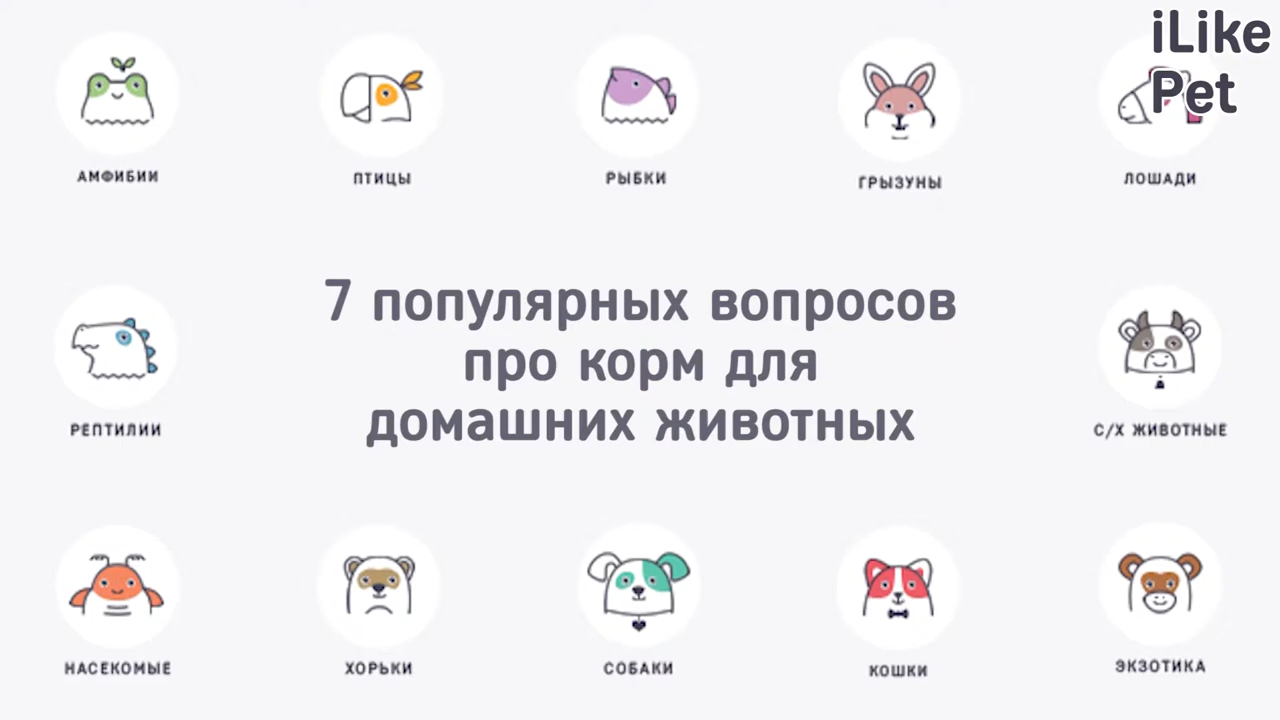 iLike
Pet
АМФИБИИ
ПТИЦЫ
РЫБКИ
ГРЫЗУНЫ
ЛОШАДИ
7 популярных вопросов
про корм для
домашних животных
РЕПТИЛИИ
С/Х ЖИВОТНЫЕ
НАСЕКОМЫЕ
ХОРЬКИ
СОБАКИ
КОШКИ
ЭКЗОТИКА